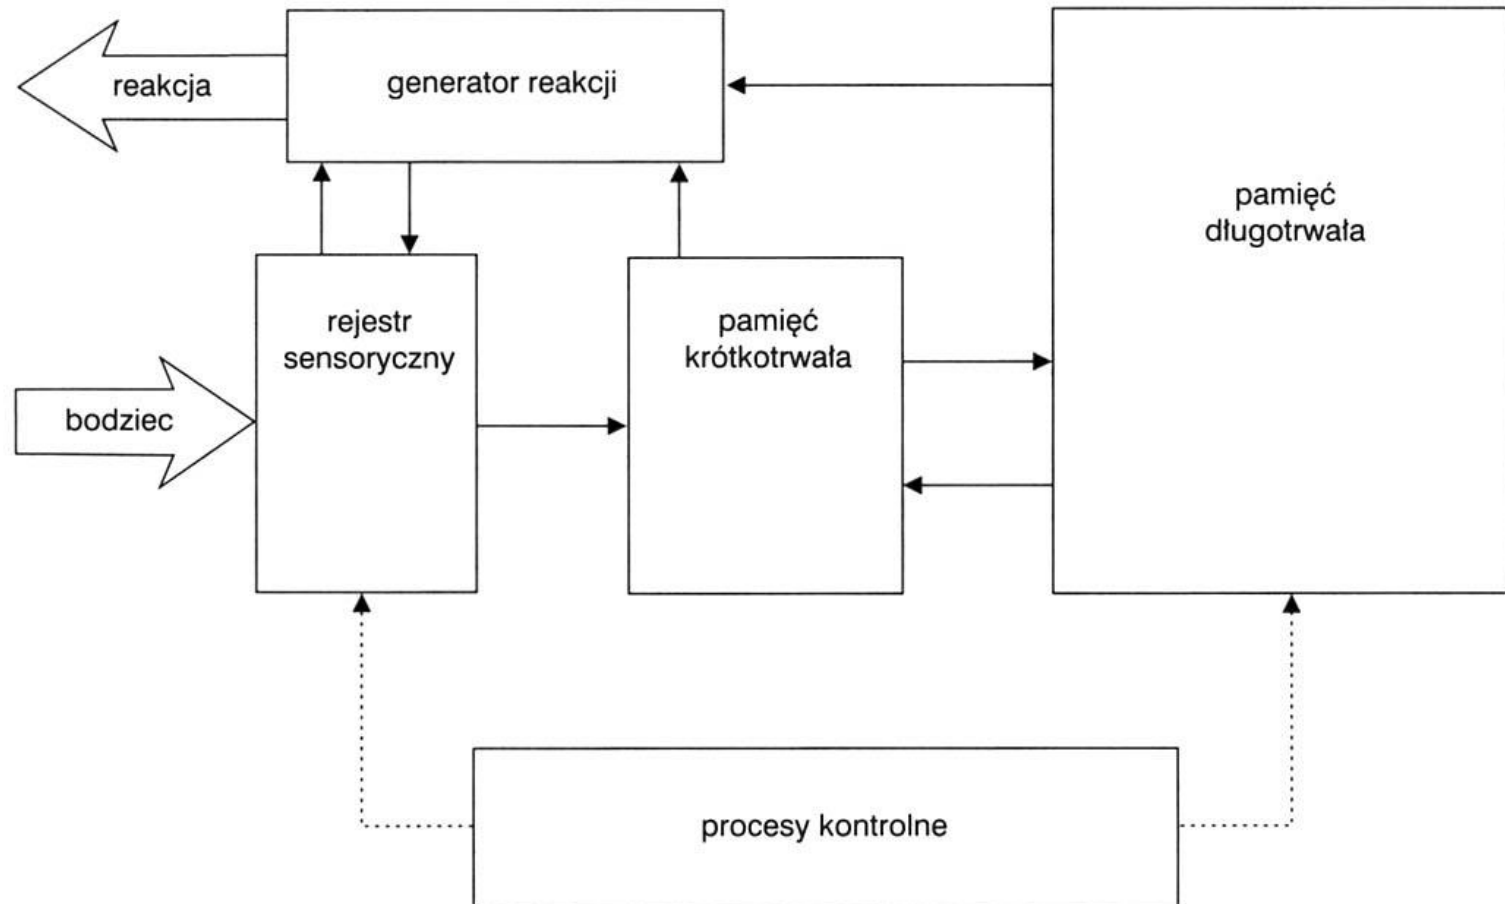 reakcja
generator reakcji
pamięć
długotrwała
rejestr
sensoryczny
pamięć
krótkotrwała
bodziec
procesy kontrolne